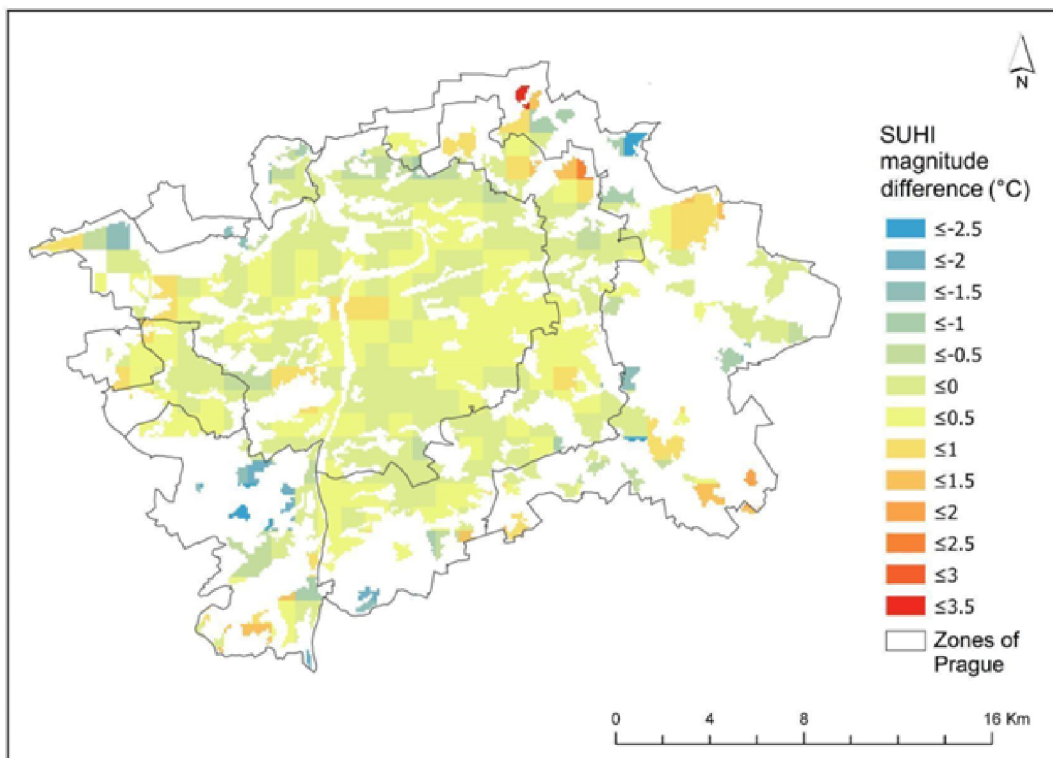 N
SUHI
magnitude
difference (°C)
≤-2.5
≤-2
≤-1.5
≤-1
≤-0.5
≤0
≤0.5
≤1
≤1.5
≤2
≤2.5
≤3
≤3.5
Zones of
Prague
0 4 8 16 Km